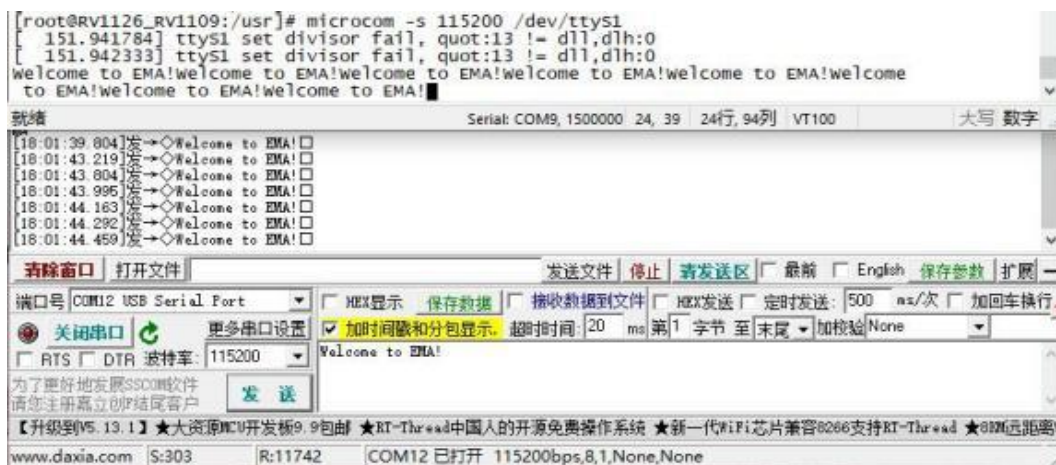 [root@RV1126_RV1109:/usr]# microcom -s 115200 /dev/ttyS1
[  151.941784] ttyS1 set divisor fail, quot:13 != dll,dlh:0
[  151.942333] ttyS1 set divisor fail, quot:13 != dll,dlh:0
Welcome to EMA!Welcome to EMA!Welcome to EMA!Welcome to EMA!Welcome to EMA!Welcome
 to EMA!Welcome to EMA!Welcome to EMA!
就绪 Serial: COM9, 1500000 24, 39 24行, 94列 VT100 大写 数字
[18:01:39.804]发→◇Welcome to EMA!□
[18:01:43.219]发→◇Welcome to EMA!□
[18:01:43.804]发→◇Welcome to EMA!□
[18:01:43.995]发→◇Welcome to EMA!□
[18:01:44.163]发→◇Welcome to EMA!□
[18:01:44.292]发→◇Welcome to EMA!□
[18:01:44.459]发→◇Welcome to EMA!□
清除窗口 打开文件 发送文件 停止 清发送区 最前 English 保存参数 扩展 —
端口号 COM12 USB Serial Port HEX显示 保存数据 接收数据到文件 HEX发送 定时发送: 500 ms/次 加回车换行
关闭串口 更多串口设置 加时间戳和分包显示. 超时时间: 20 ms 第1 字节 至 末尾 加校验 None
RTS DTR 波特率: 115200 Welcome to EMA!
为了更好地发展SSCOM软件
请您注册嘉立创F结尾客户 发 送
【升级到V5.13.1】★大资源MCU开发板9.9包邮 ★RT-Thread中国人的开源免费操作系统 ★新一代WiFi芯片兼容8266支持RT-Thread ★8KM远距离
www.daxia.com S:303 R:11742 COM12 已打开 115200bps,8,1,None,None